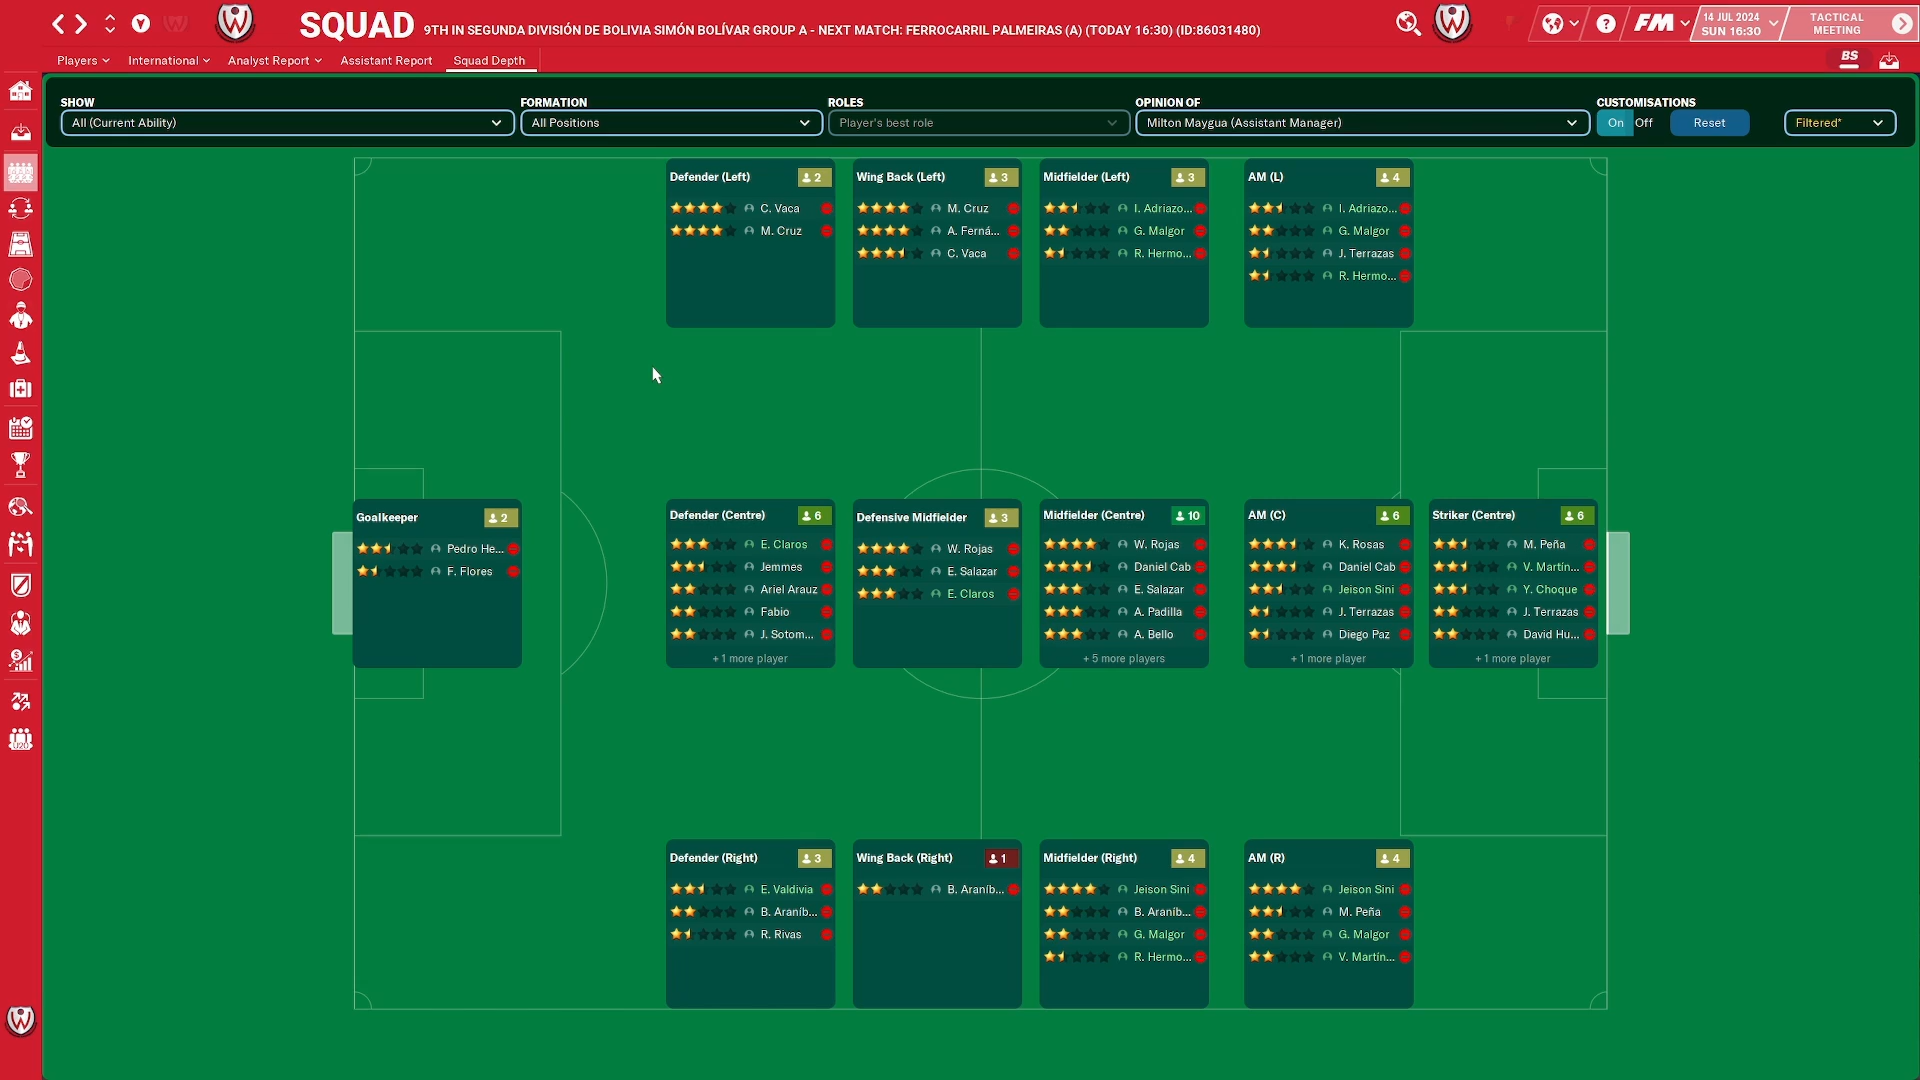 SQUAD 9TH IN SEGUNDA DIVISIÓN DE BOLIVIA SIMÓN BOLÍVAR GROUP A - NEXT MATCH: FERROCARRIL PALMEIRAS (A) (TODAY 16:30) (ID:86031480)
Y
W
W
? FM
14 JUL 2024
SUN 16:30
TACTICAL
MEETING
Players International Analyst Report Assistant Report Squad Depth
BS
SHOW FORMATION ROLES OPINION OF CUSTOMISATIONS
All (Current Ability) All Positions Player's best role Milton Maygua (Assistant Manager) On Off Reset Filtered*
Defender (Left) 2
C. Vaca
M. Cruz
Wing Back (Left) 3
M. Cruz
A. Ferná...
C. Vaca
Midfielder (Left) 3
I. Adriazo...
G. Malgor
R. Hermo...
AM (L) 4
I. Adriazo...
G. Malgor
J. Terrazas
R. Hermo...
Goalkeeper 2
Pedro He...
F. Flores
Defender (Centre) 6
E. Claros
Jemmes
Ariel Arauz
Fabio
J. Sotom...
+ 1 more player
Defensive Midfielder 3
W. Rojas
E. Salazar
E. Claros
Midfielder (Centre) 10
W. Rojas
Daniel Cab
E. Salazar
A. Padilla
A. Bello
+ 5 more players
AM (C) 6
K. Rosas
Daniel Cab
Jeison Sini
J. Terrazas
Diego Paz
+ 1 more player
Striker (Centre) 6
M. Peña
V. Martin...
Y. Choque
J. Terrazas
David Hu...
+ 1 more player
Defender (Right) 3
E. Valdivia
B. Araníb...
R. Rivas
Wing Back (Right) 1
B. Araníb...
Midfielder (Right) 4
Jeison Sini
B. Araníb...
G. Malgor
R. Hermo...
AM (R) 4
Jeison Sini
M. Peña
G. Malgor
V. Martín...
U20
W